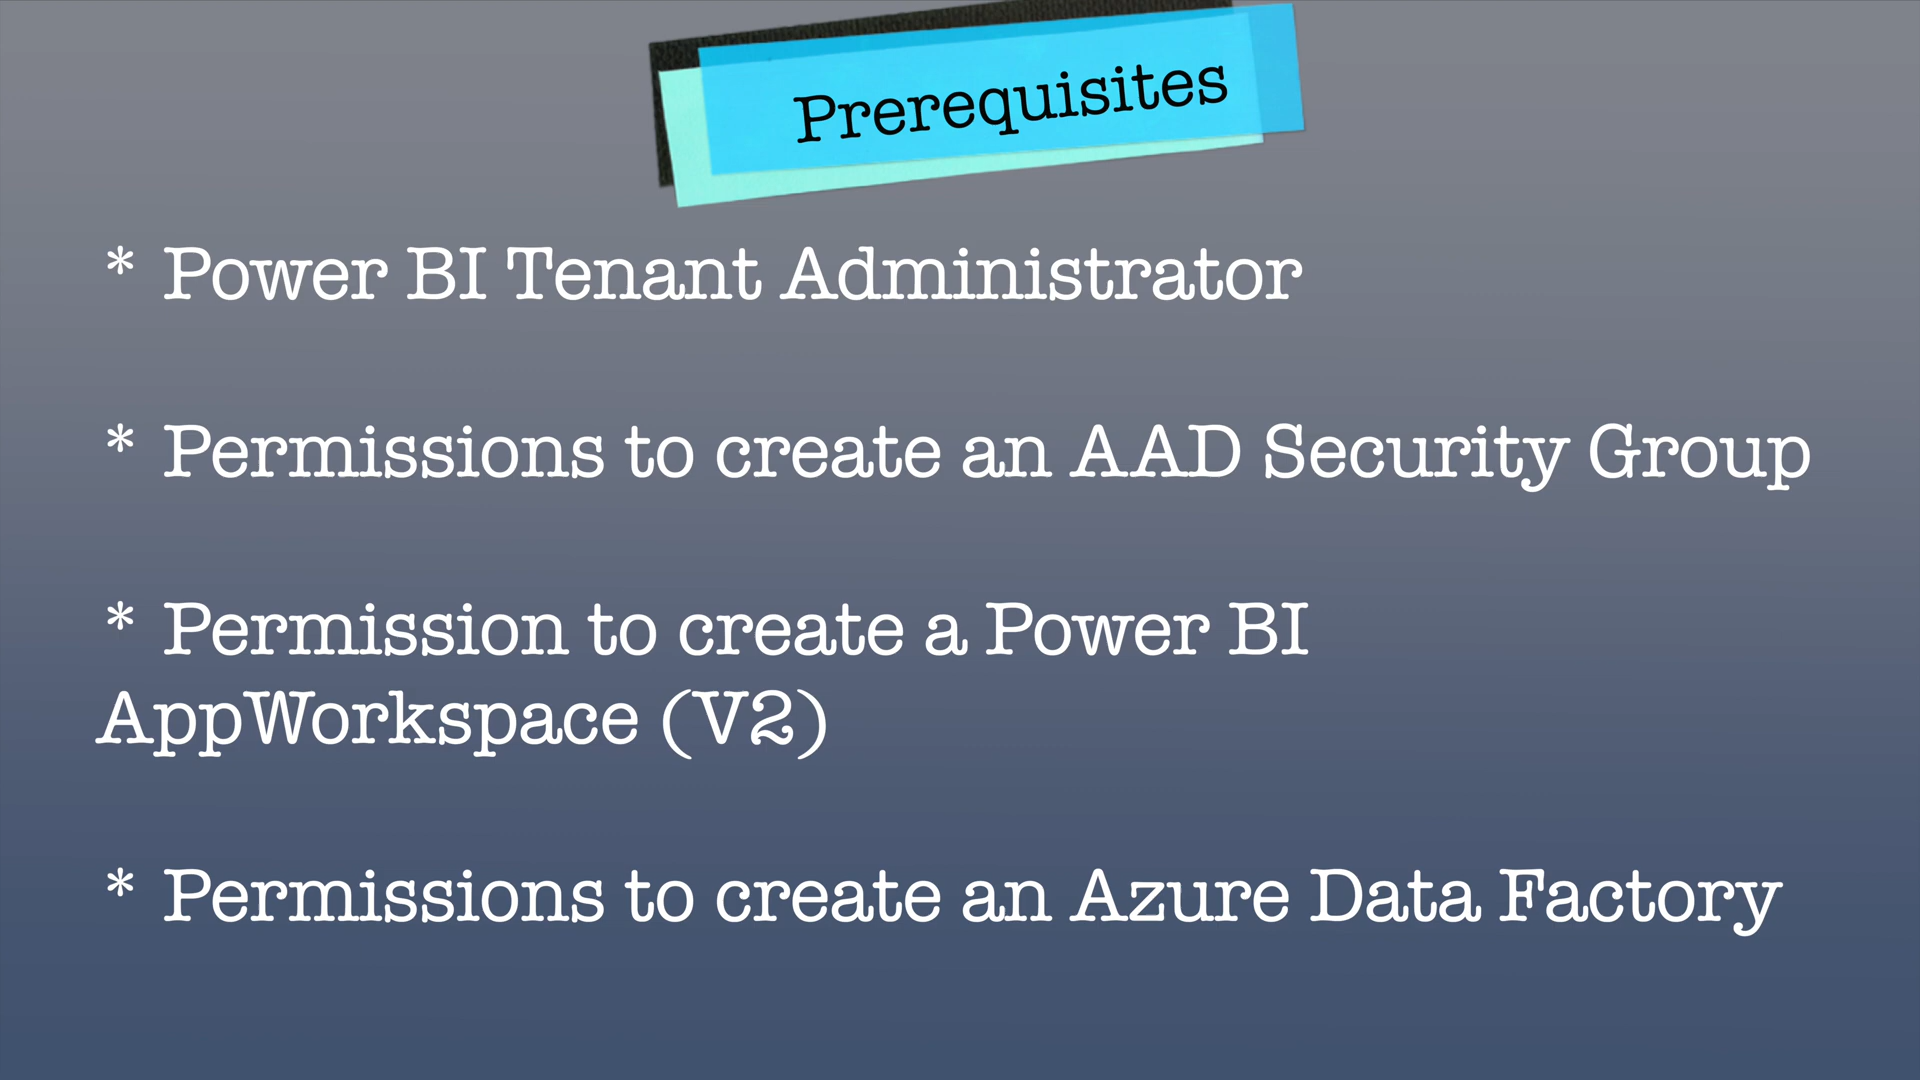 Prerequisites
* Power BI Tenant Administrator
* Permissions to create an AAD Security Group
* Permission to create a Power BI
AppWorkspace (V2)
* Permissions to create an Azure Data Factory